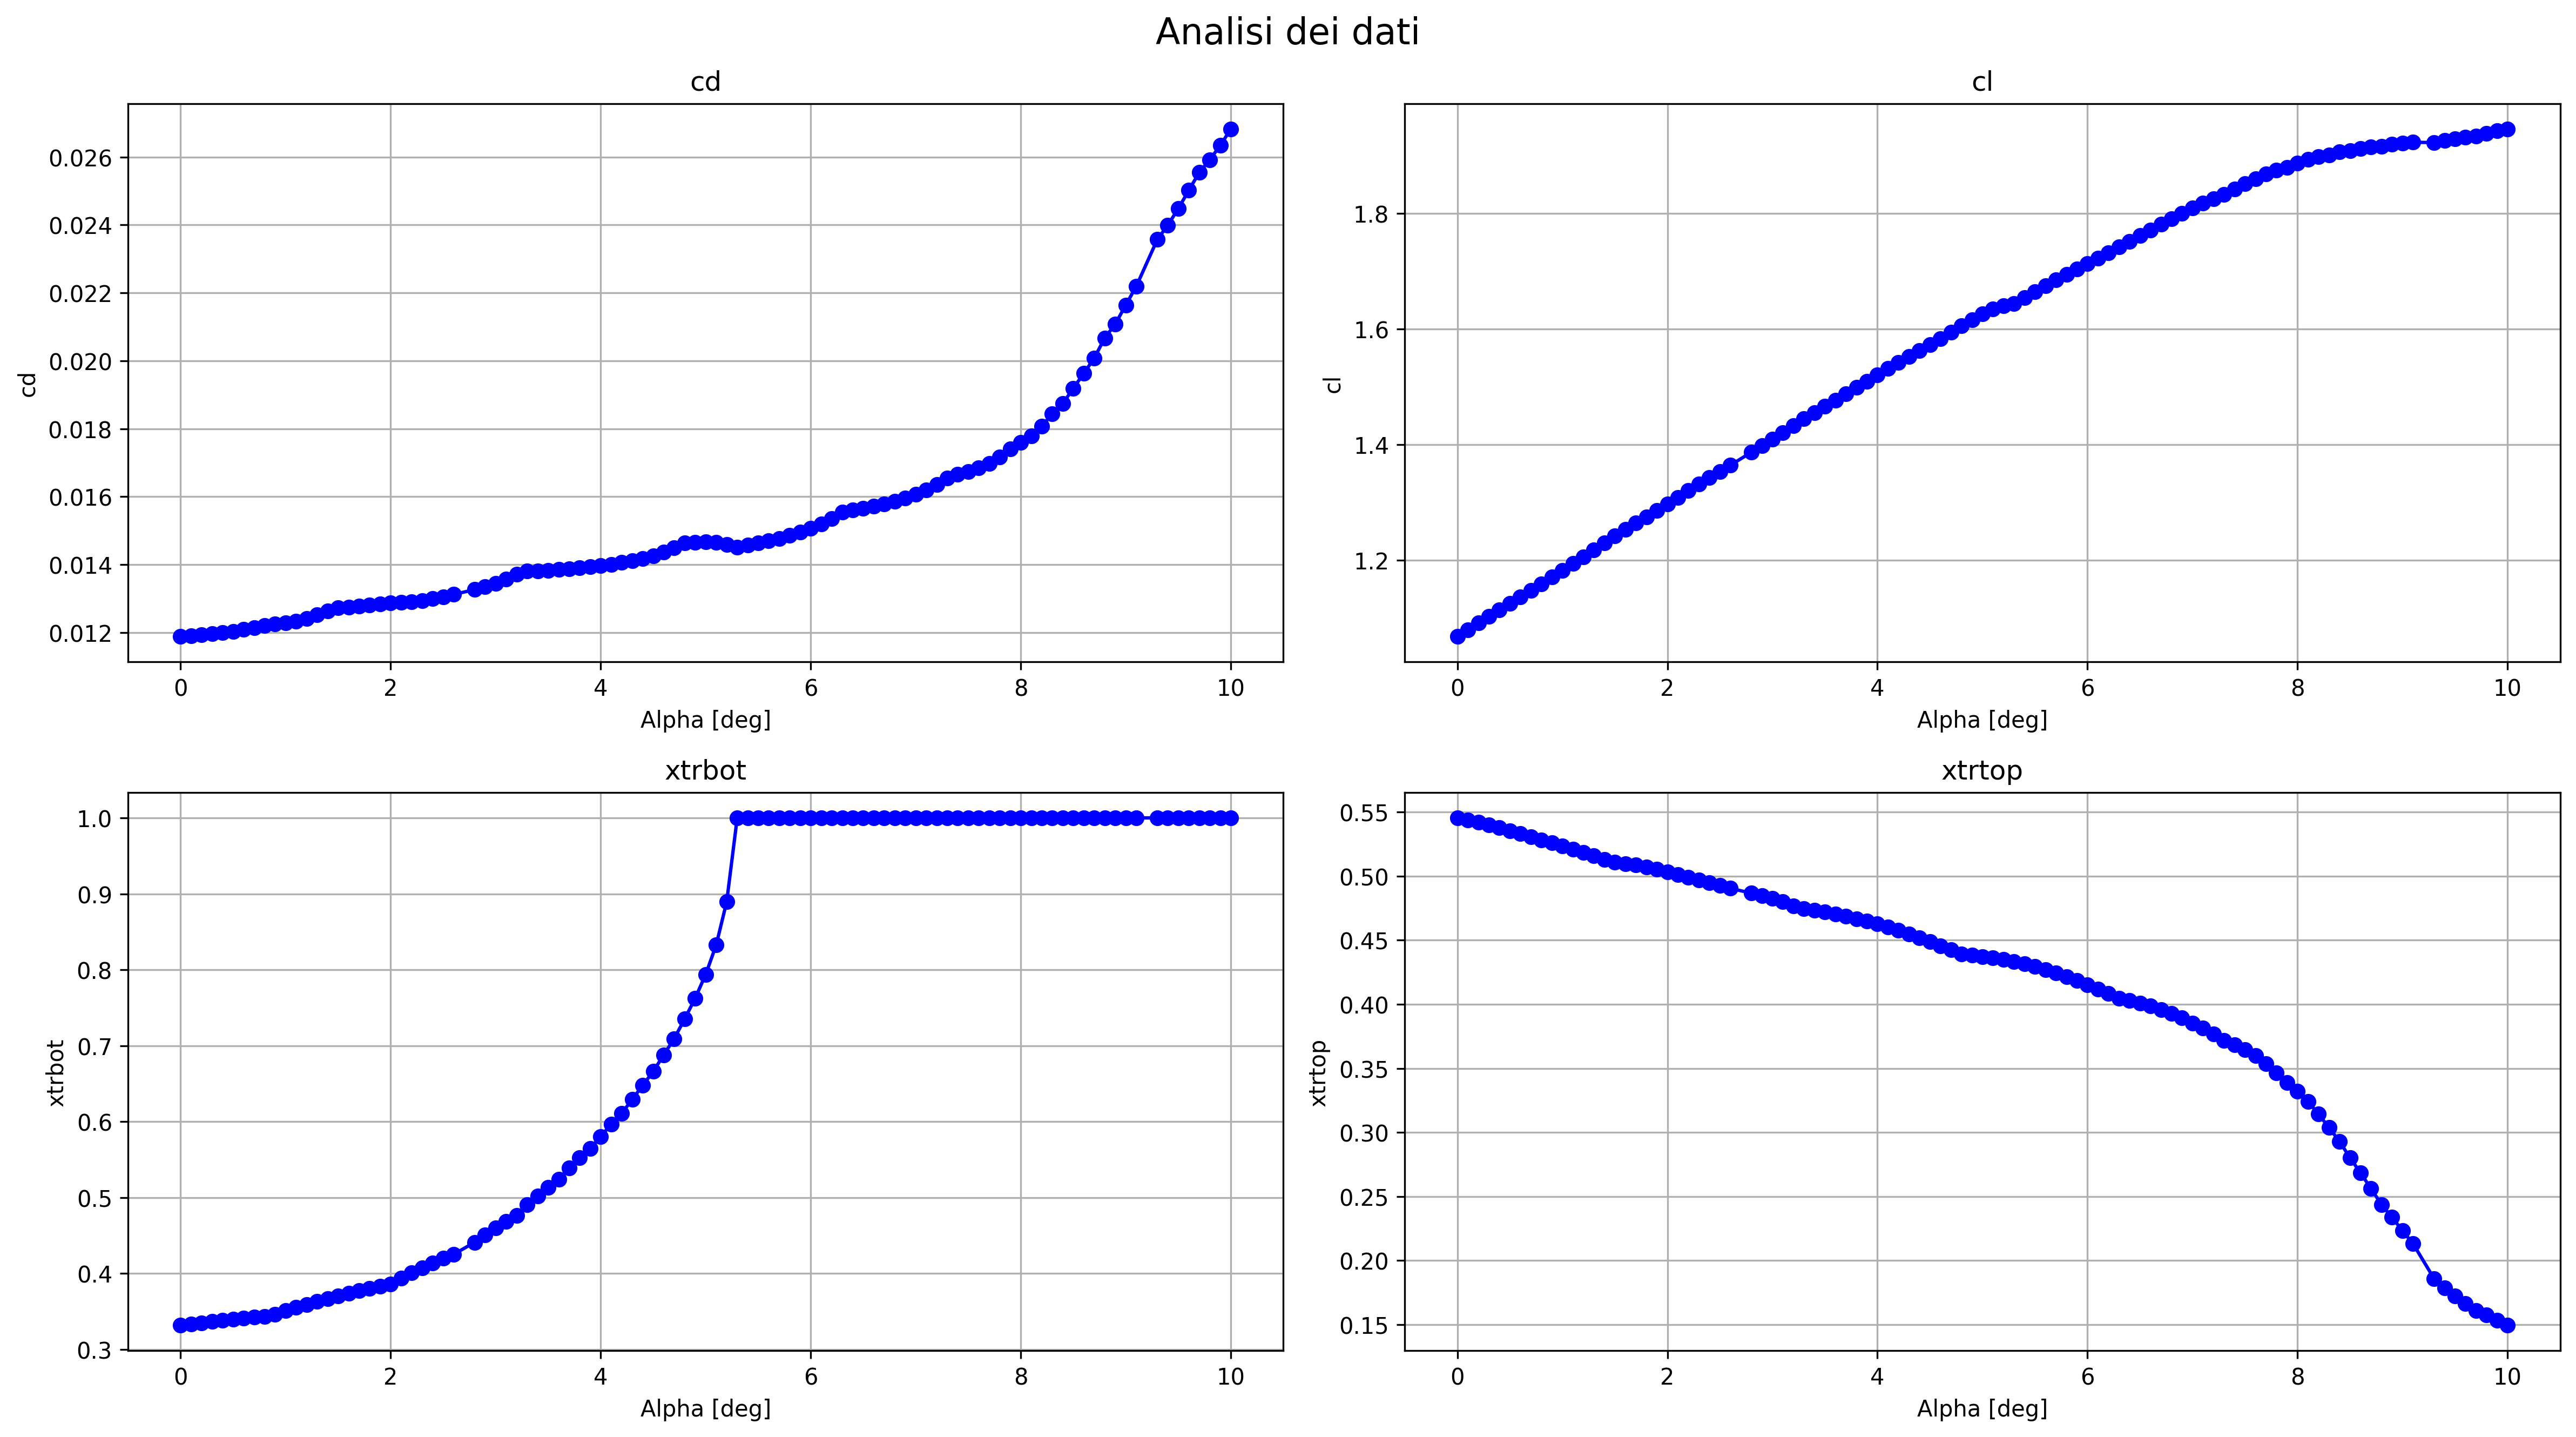 Analisi dei dati
cd
cd
0.026
0.024
0.022
0.020
0.018
0.016
0.014
0.012
0 2 4 6 8 10
Alpha [deg]
cl
cl
1.8
1.6
1.4
1.2
0 2 4 6 8 10
Alpha [deg]
xtrbot
xtrbot
1.0
0.9
0.8
0.7
0.6
0.5
0.4
0.3
0 2 4 6 8 10
Alpha [deg]
xtrtop
xtrtop
0.55
0.50
0.45
0.40
0.35
0.30
0.25
0.20
0.15
0 2 4 6 8 10
Alpha [deg]